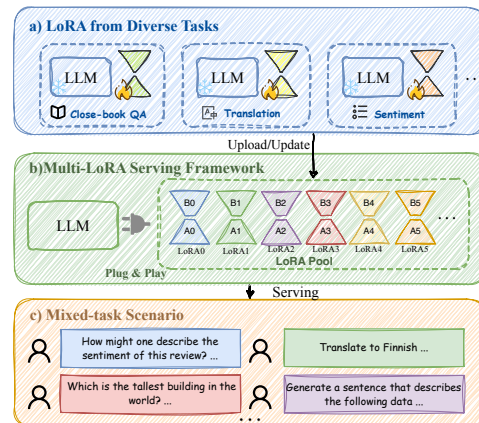 a) LoRA from Diverse Tasks
LLM
LLM
LLM
...
Close-book QA
Translation
Sentiment
Upload/Update
b)Multi-LoRA Serving Framework
LLM
Plug & Play
B0 B1 B2 B3 B4 B5
...
A0 A1 A2 A3 A4 A5
LoRA0 LoRA1 LoRA2 LoRA3 LoRA4 LoRA5
LoRA Pool
Serving
c) Mixed-task Scenario
How might one describe the
sentiment of this review? ...
Translate to Finnish ...
Which is the tallest building in the
world? ...
Generate a sentence that describes
the following data ...
...